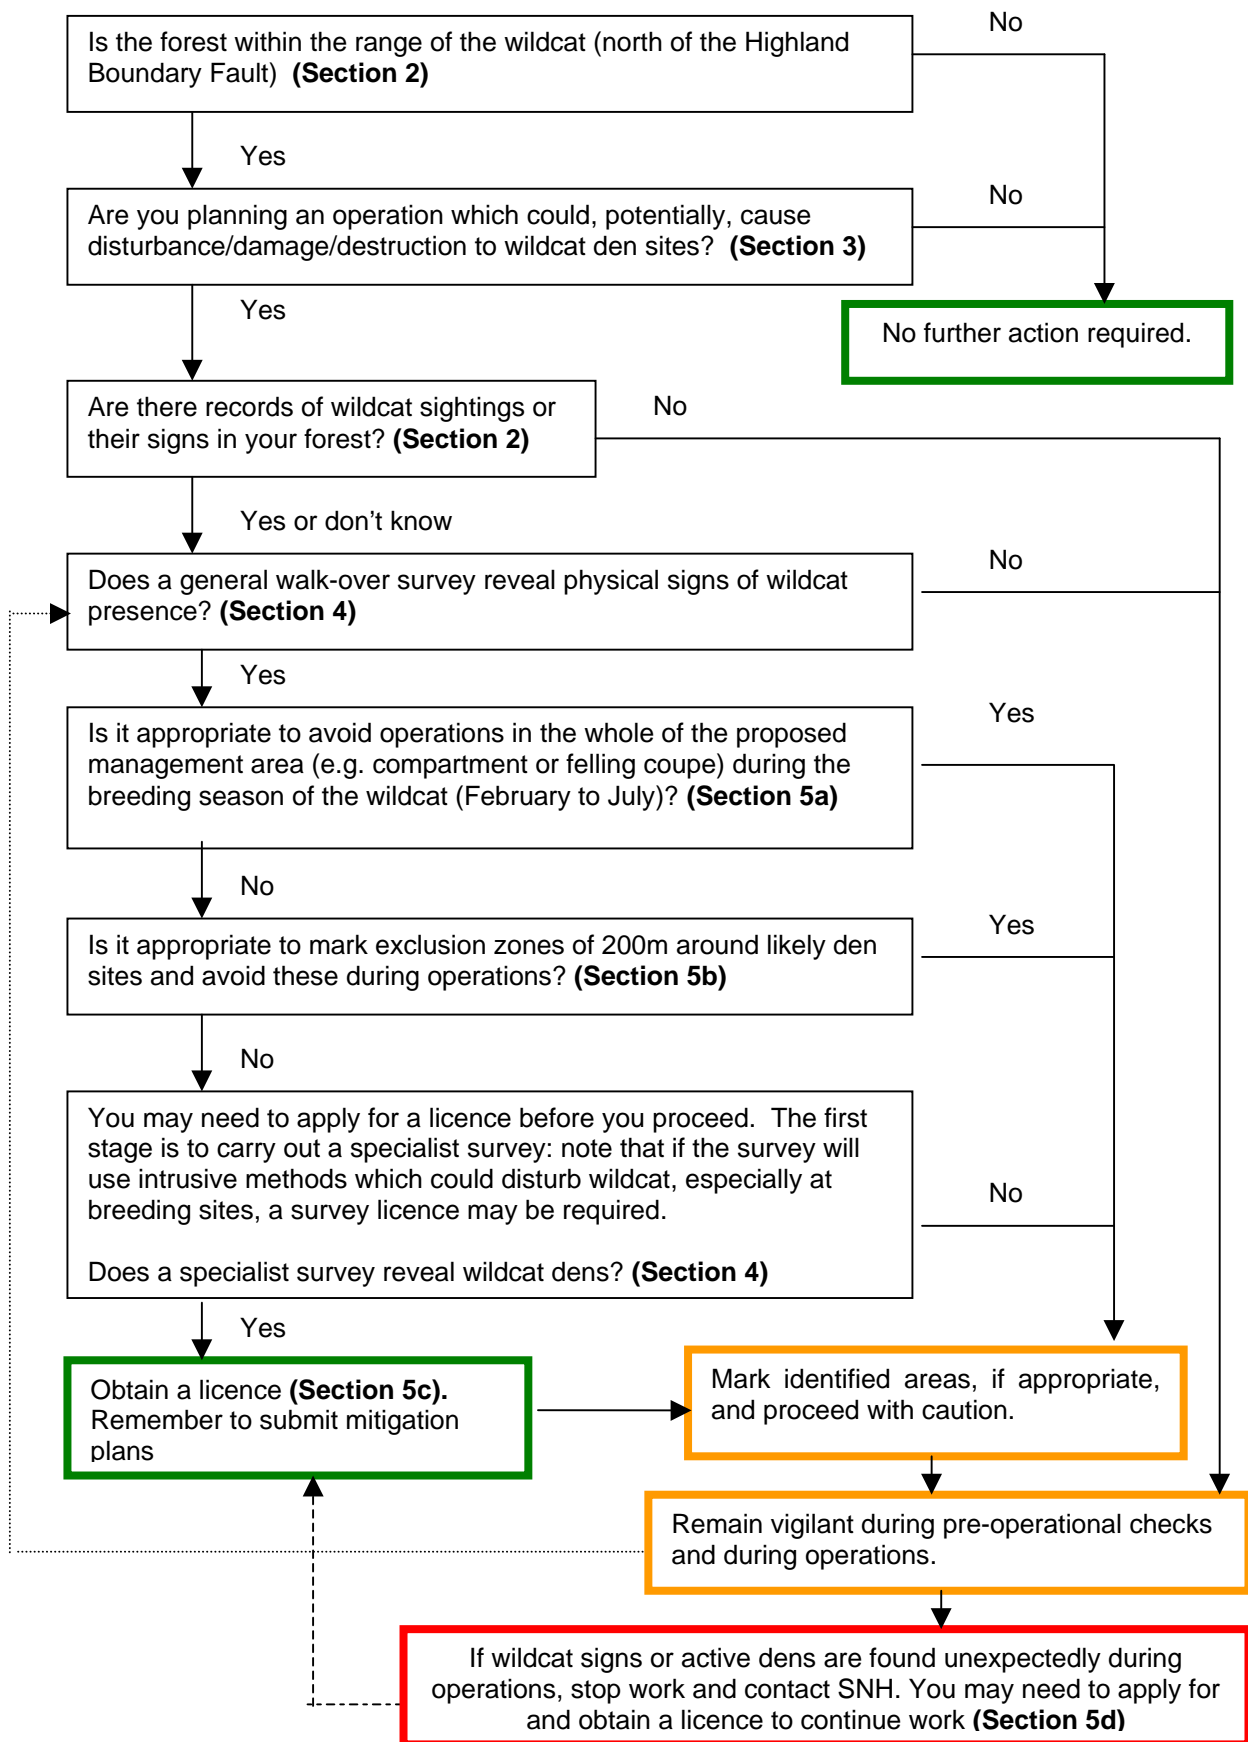 Is the forest within the range of the wildcat (north of the Highland
Boundary Fault)  (Section 2)
No
Yes
Are you planning an operation which could, potentially, cause
disturbance/damage/destruction to wildcat den sites?  (Section 3)
No
Yes
No further action required.
Are there records of wildcat sightings or
their signs in your forest? (Section 2)
No
Yes or don't know
Does a general walk-over survey reveal physical signs of wildcat
presence? (Section 4)
No
Yes
Is it appropriate to avoid operations in the whole of the proposed
management area (e.g. compartment or felling coupe) during the
breeding season of the wildcat (February to July)? (Section 5a)
Yes
No
Is it appropriate to mark exclusion zones of 200m around likely den
sites and avoid these during operations? (Section 5b)
Yes
No
You may need to apply for a licence before you proceed.  The first
stage is to carry out a specialist survey: note that if the survey will
use intrusive methods which could disturb wildcat, especially at
breeding sites, a survey licence may be required.
Does a specialist survey reveal wildcat dens? (Section 4)
No
Yes
Obtain a licence (Section 5c).
Remember to submit mitigation
plans
Mark identified areas, if appropriate,
and proceed with caution.
Remain vigilant during pre-operational checks
and during operations.
If wildcat signs or active dens are found unexpectedly during
operations, stop work and contact SNH. You may need to apply for
and obtain a licence to continue work (Section 5d)